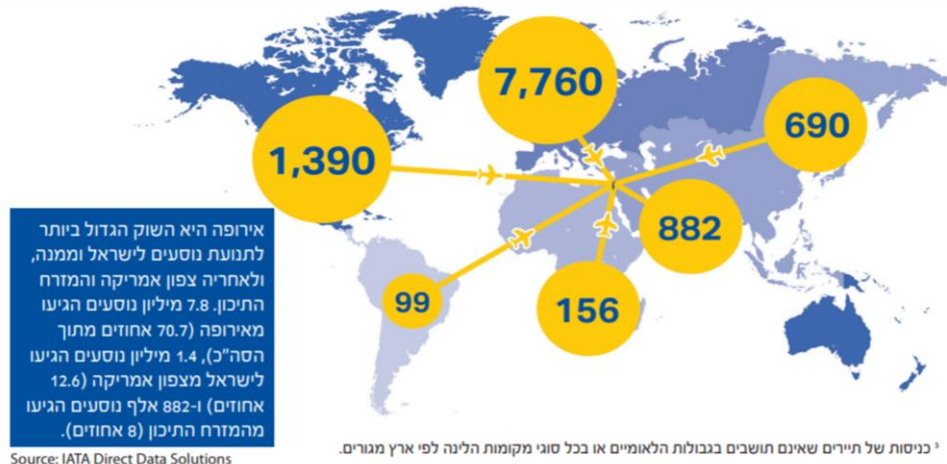 7,760
690
1,390
882
99
156
אירופה היא השוק הגדול ביותר
לתנועת נוסעים לישראל וממנה,
ולאחריה צפון אמריקה והמזרח
התיכון. 7.8 מיליון נוסעים הגיעו
מאירופה (70.7 אחוזים מתוך
הסה"כ), 1.4 מיליון נוסעים הגיעו
לישראל מצפון אמריקה (12.6
אחוזים) ו-882 אלף נוסעים הגיעו
מהמזרח התיכון (8 אחוזים).
³ כניסות של תיירים שאינם תושבים בגבולות הלאומיים או בכל סוגי מקומות הלינה לפי ארץ מגורים.
Source: IATA Direct Data Solutions